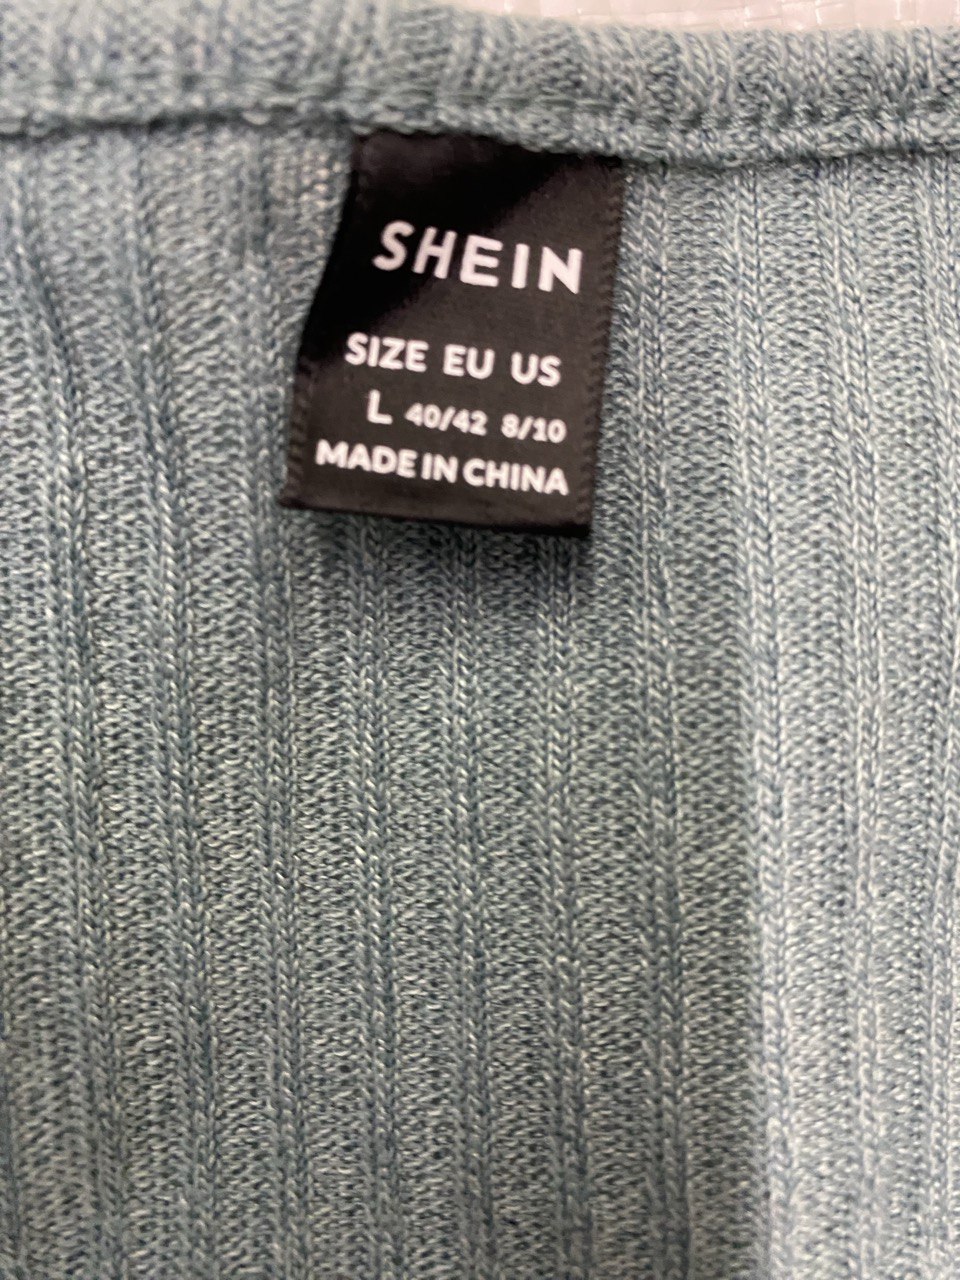 SHEIN
SIZE EU US
L 40/42 8/10
MADE IN CHINA